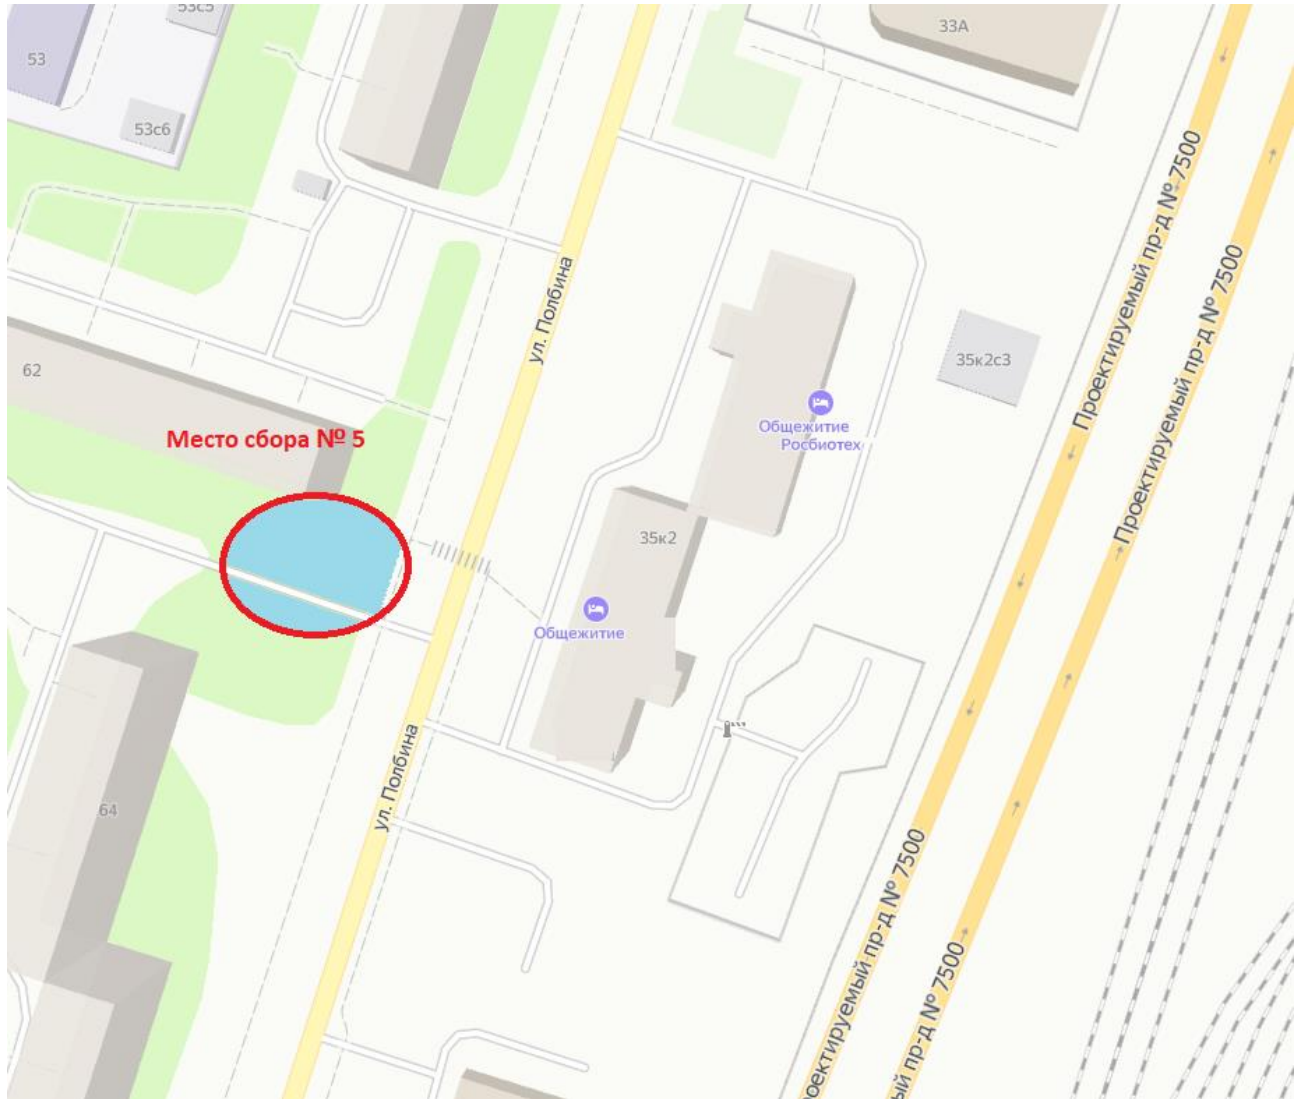 53с5
33А
53
53с6
Проектируемый пр-д № 7500
ул. Полбина
Проектируемый пр-д № 7500
35к2с3
62
Общежитие
Росбиотех
Место сбора № 5
35к2
Общежитие
ул. Полбина
64
Проектируемый пр-д № 7500
ый пр-д № 7500